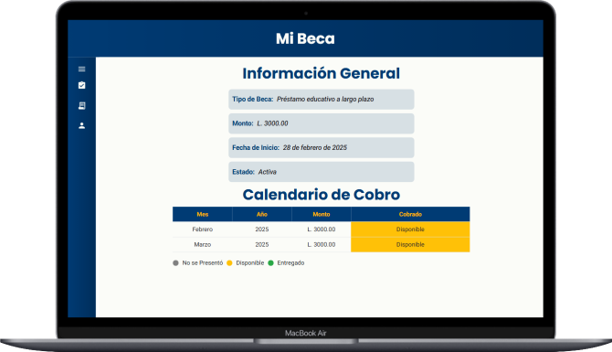 Mi Beca
Información General
Tipo de Beca: Préstamo educativo a largo plazo
Monto: L. 3000.00
Fecha de Inicio: 28 de febrero de 2025
Estado: Activa
Calendario de Cobro
Mes Año Monto Cobrado
Febrero 2025 L. 3000.00 Disponible
Marzo 2025 L. 3000.00 Disponible
No se Presentó Disponible Entregado
MacBook Air